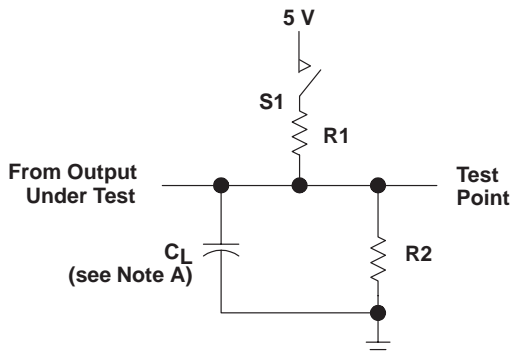 5 V
S1
R1
From Output
Under Test
Test
Point
CL
(see Note A)
R2